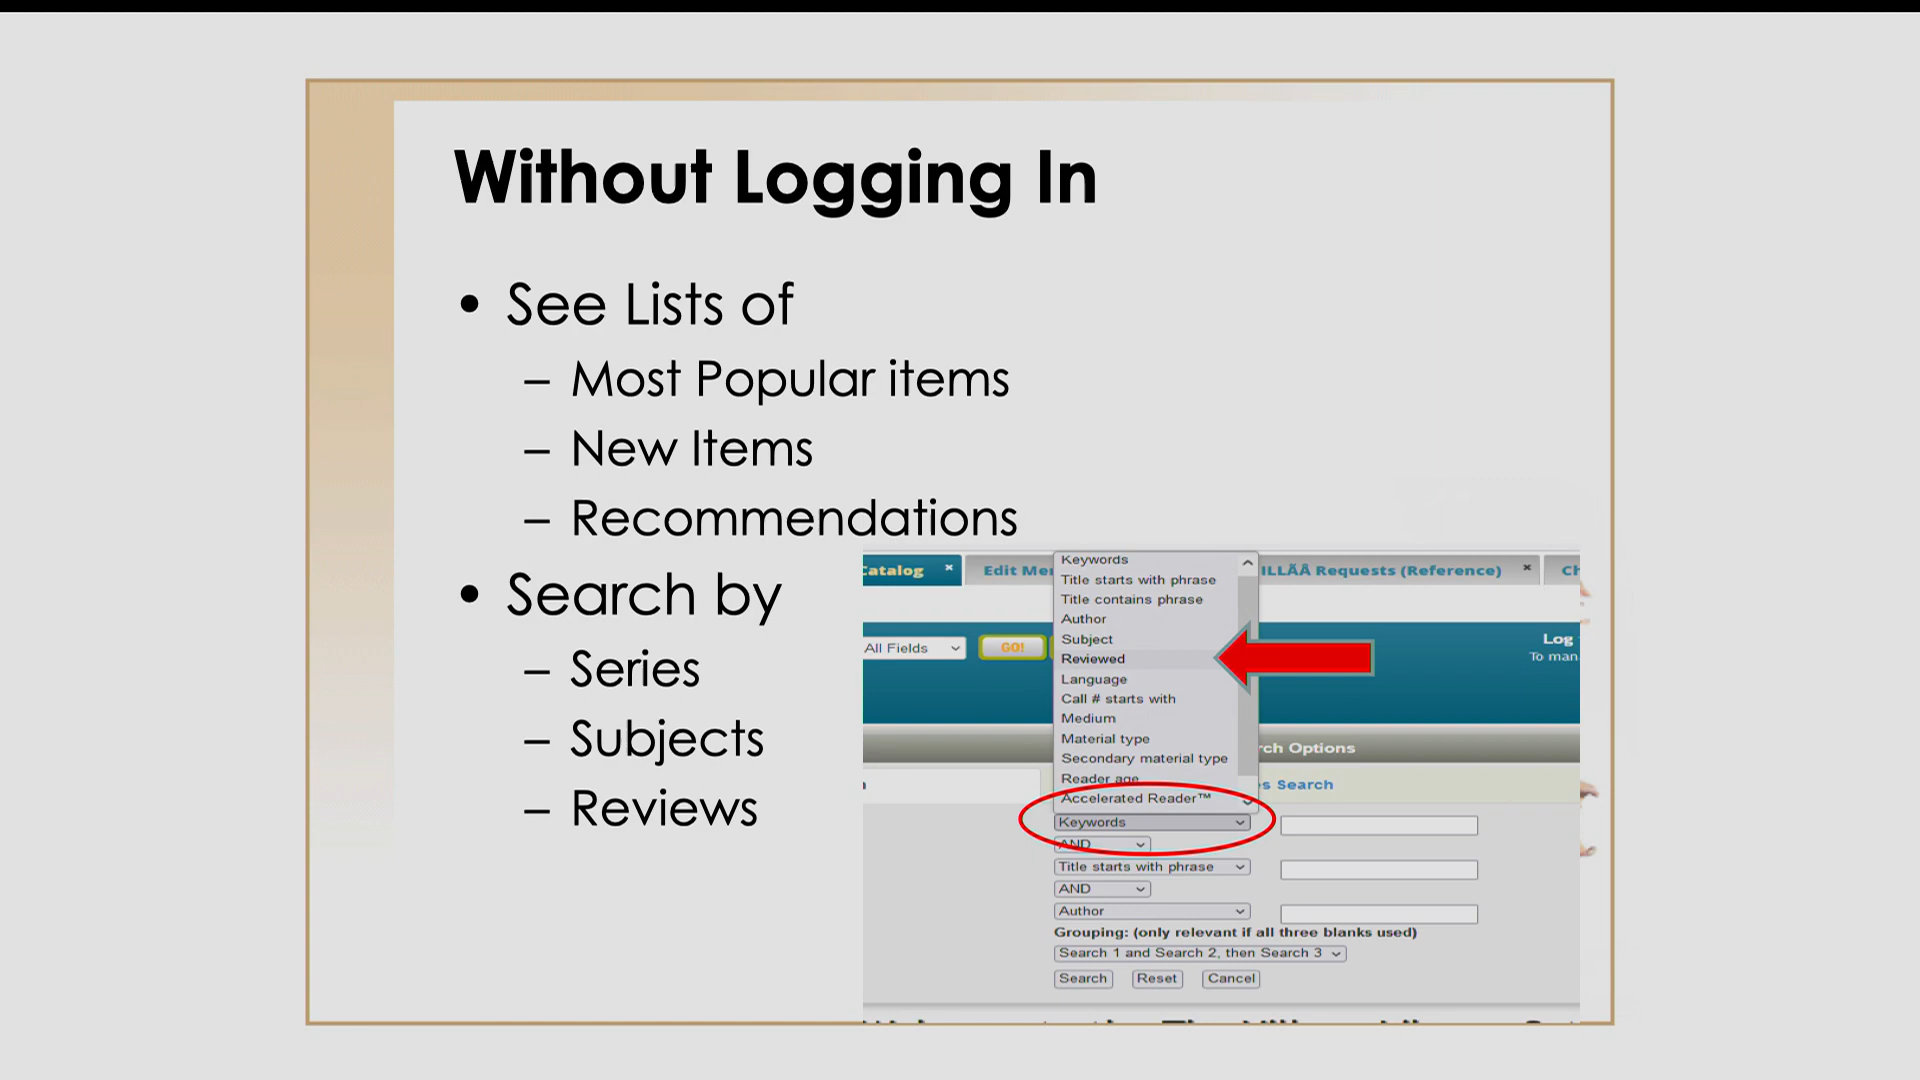 Without Logging In
• See Lists of
– Most Popular items
– New Items
– Recommendations
• Search by
– Series
– Subjects
– Reviews
Catalog × Edit Mem ILLÃÂ Requests (Reference) × Ch
Keywords
Title starts with phrase
Title contains phrase
Author
Subject
Reviewed
Language
Call # starts with
Medium
Material type
Secondary material type
Reader age
Accelerated Reader™
All Fields GO!
Log
To man
rch Options
s Search
Keywords
AND
Title starts with phrase
AND
Author
Grouping: (only relevant if all three blanks used)
Search 1 and Search 2, then Search 3
Search Reset Cancel